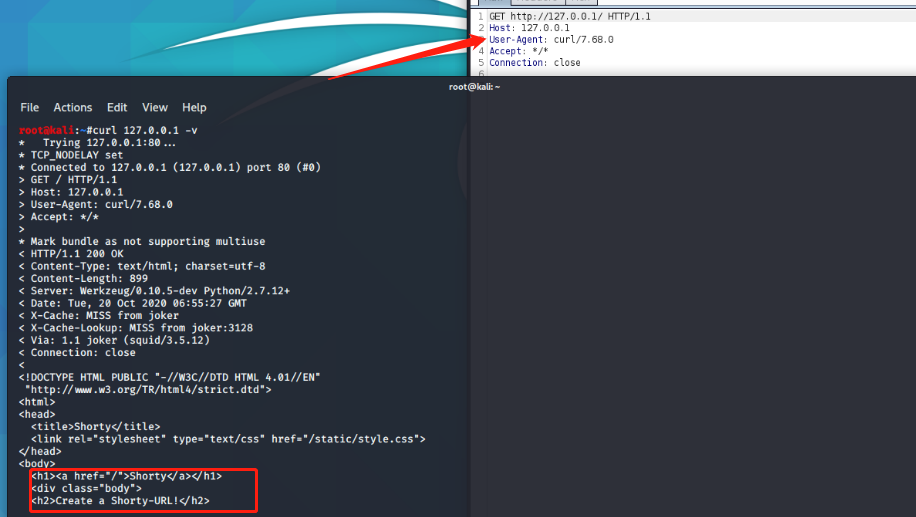 1 GET http://127.0.0.1/ HTTP/1.1
2 Host: 127.0.0.1
User-Agent: curl/7.68.0
4 Accept: */*
5 Connection: close
6
root@kali: ~
File Actions Edit View Help
root@kali:~#curl 127.0.0.1 -v
*   Trying 127.0.0.1:80...
* TCP_NODELAY set
* Connected to 127.0.0.1 (127.0.0.1) port 80 (#0)
> GET / HTTP/1.1
> Host: 127.0.0.1
> User-Agent: curl/7.68.0
> Accept: */*
>
* Mark bundle as not supporting multiuse
< HTTP/1.1 200 OK
< Content-Type: text/html; charset=utf-8
< Content-Length: 899
< Server: Werkzeug/0.10.5-dev Python/2.7.12+
< Date: Tue, 20 Oct 2020 06:55:27 GMT
< X-Cache: MISS from joker
< X-Cache-Lookup: MISS from joker:3128
< Via: 1.1 joker (squid/3.5.12)
< Connection: close
<
<!DOCTYPE HTML PUBLIC "-//W3C//DTD HTML 4.01//EN"
 "http://www.w3.org/TR/html4/strict.dtd">
<html>
<head>
  <title>Shorty</title>
  <link rel="stylesheet" type="text/css" href="/static/style.css">
</head>
<body>
  <h1><a href="/">Shorty</a></h1>
  <div class="body">
  <h2>Create a Shorty-URL!</h2>